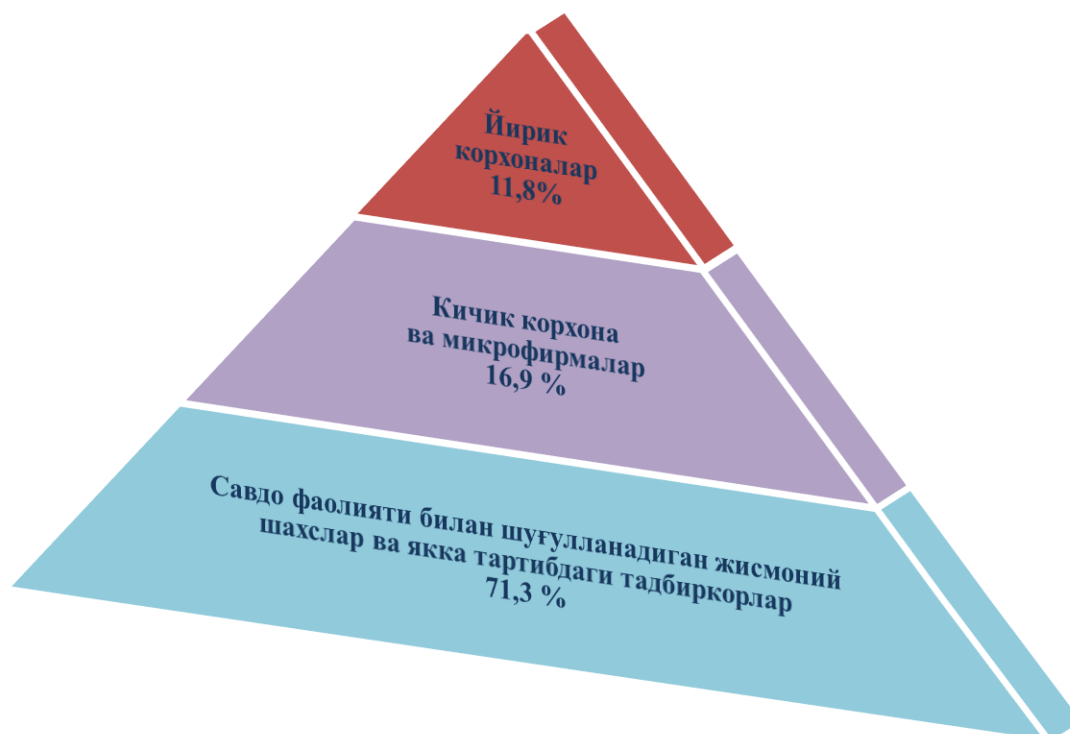 Йирик
корхоналар
11,8%
Кичик корхона
ва микрофирмалар
16,9 %
Савдо фаолияти билан шуғулланадиган жисмоний
шахслар ва якка тартибдаги тадбиркорлар
71,3 %